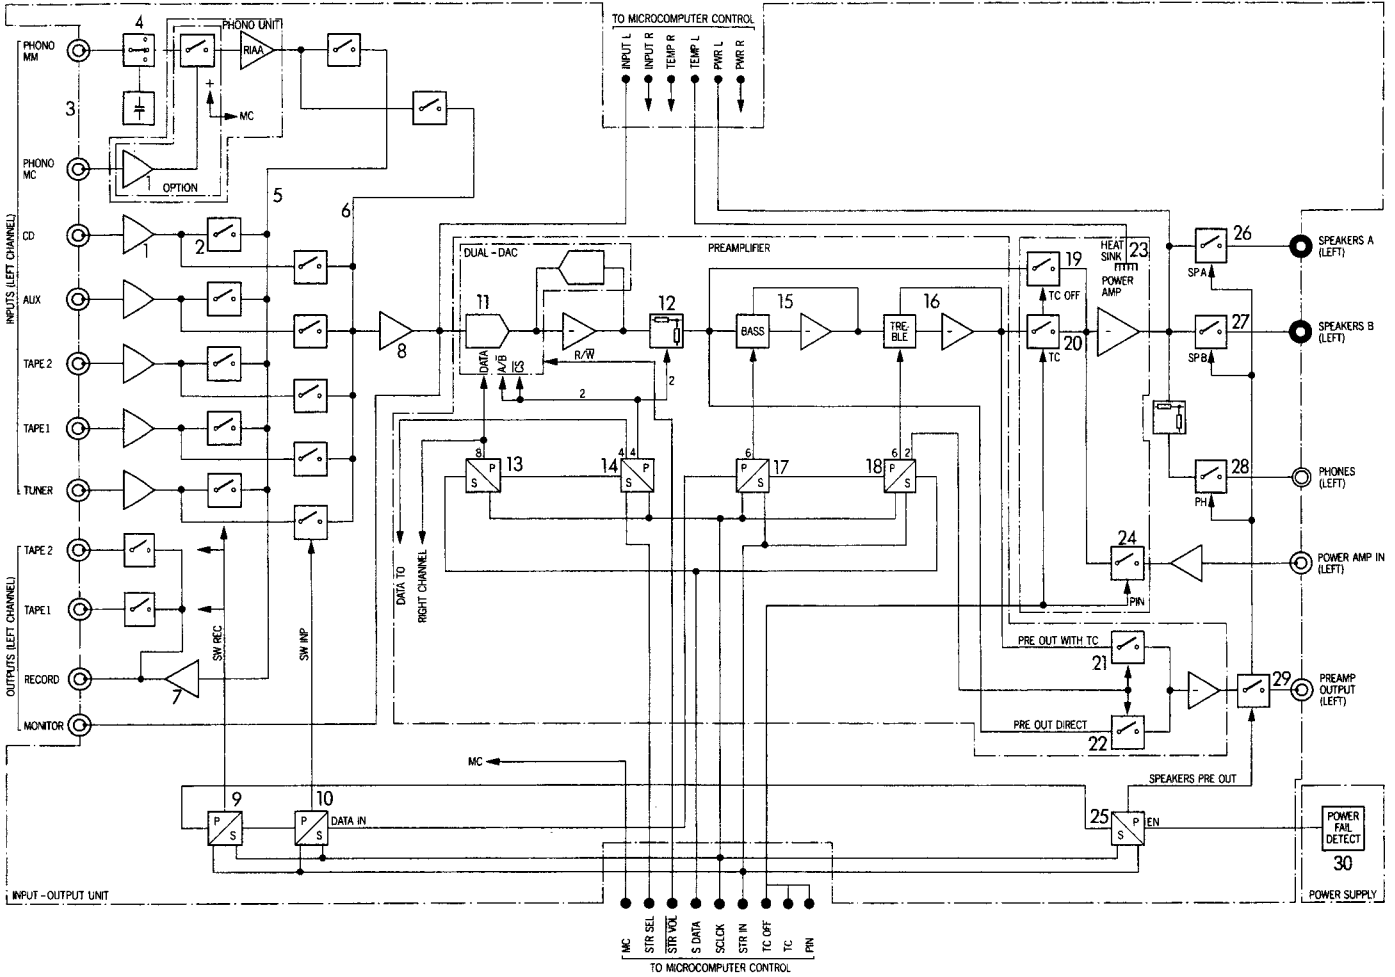 TO MICROCOMPUTER CONTROL
INPUT L
INPUT R
TEMP R
TEMP L
PWR L
PWR R
4
PHONO UNIT
PHONO
MM
RIAA
3
+
MC
PHONO
MC
1
OPTION
5
6
INPUTS (LEFT CHANNEL)
CD
1
2
AUX
TAPE 2
TAPE 1
TUNER
8
DUAL-DAC
PREAMPLIFIER
11
DATA
A/B
CS
R/W
-
12
2
2
15
BASS
-
16
TRE-
BLE
-
HEAT
SINK
23
POWER
AMP
19
TC OFF
20
TC
-
26
SPA
27
SPB
28
PH
SPEAKERS A
(LEFT)
SPEAKERS B
(LEFT)
PHONES
(LEFT)
POWER AMP IN
(LEFT)
8
P
S
13
4 4
P
S
14
6
P
S
17
6 2
P
S
18
24
PIN
DATA TO
RIGHT CHANNEL
OUTPUTS (LEFT CHANNEL)
TAPE 2
TAPE 1
RECORD
7
MONITOR
SW REC
SW INP
PRE OUT WITH TC
21
PRE OUT DIRECT
22
-
29
PREAMP
OUTPUT
(LEFT)
MC
SPEAKERS PRE OUT
9
P
S
10
P
S
DATA IN
25
P
S
EN
POWER
FAIL
DETECT
30
POWER SUPPLY
INPUT-OUTPUT UNIT
MC
STR SEL
STR VOL
S DATA
SCLCK
STR IN
TC OFF
TC
PIN
TO MICROCOMPUTER CONTROL